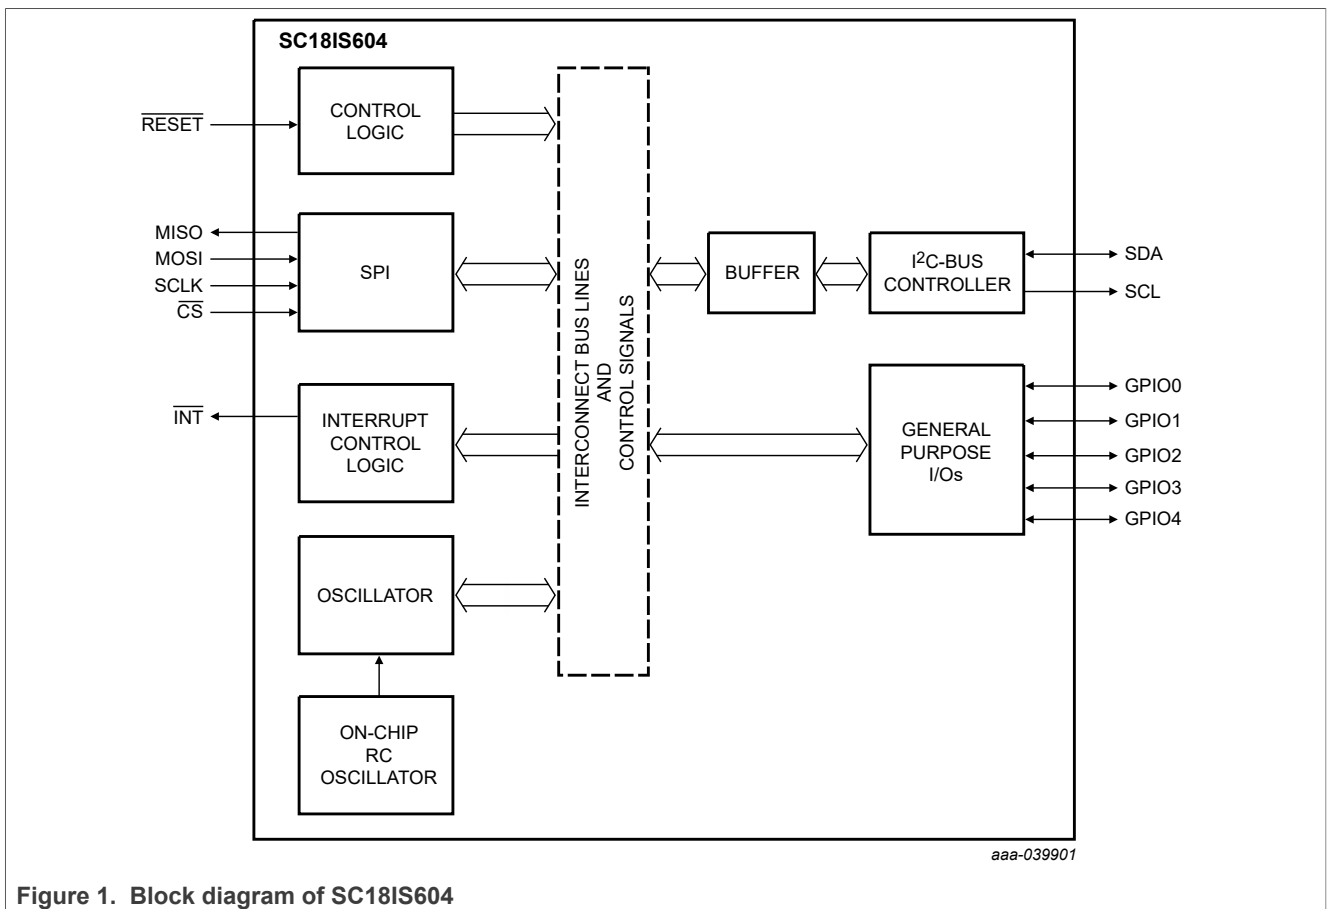 SC18IS604
CONTROL
LOGIC
RESET
MISO
MOSI
SCLK
CS
SPI
INT
INTERRUPT
CONTROL
LOGIC
OSCILLATOR
ON-CHIP
RC
OSCILLATOR
INTERCONNECT BUS LINES
AND
CONTROL SIGNALS
BUFFER
I²C-BUS
CONTROLLER
SDA
SCL
GENERAL
PURPOSE
I/Os
GPIO0
GPIO1
GPIO2
GPIO3
GPIO4
aaa-039901
Figure 1. Block diagram of SC18IS604